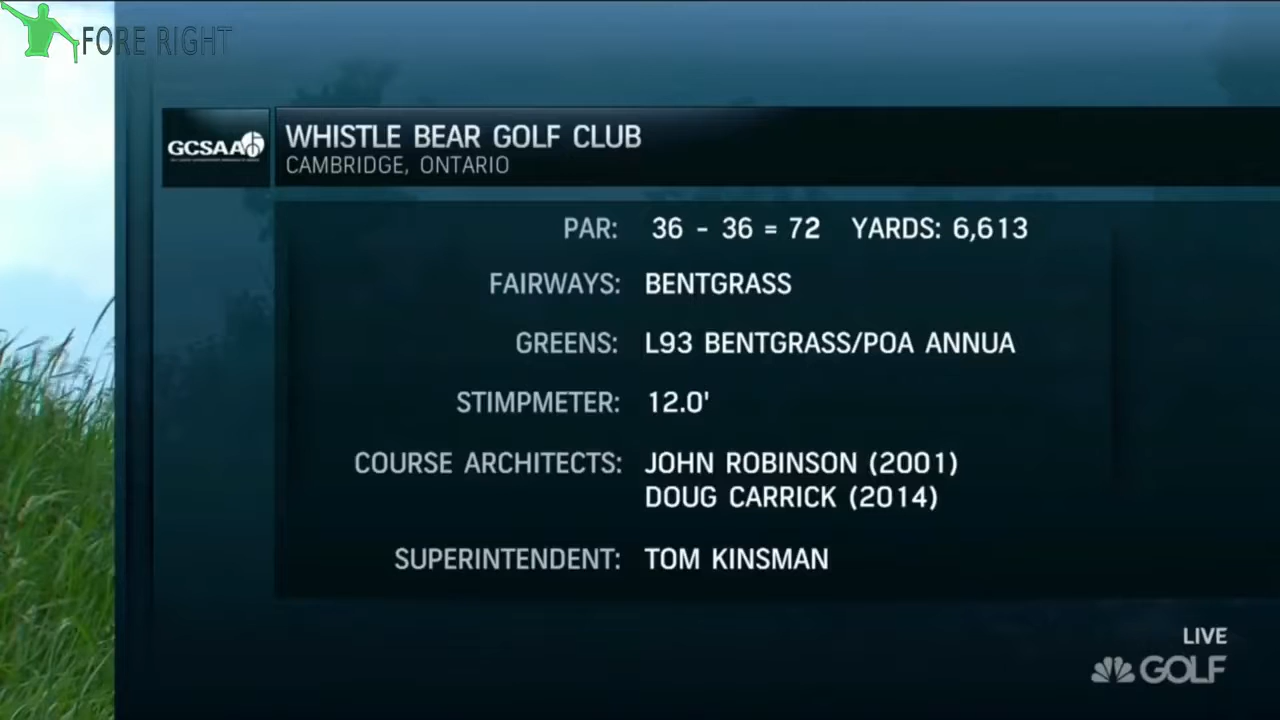 FORE RIGHT
GCSAA
WHISTLE BEAR GOLF CLUB
CAMBRIDGE, ONTARIO
PAR: 36 - 36 = 72 YARDS: 6,613
FAIRWAYS: BENTGRASS
GREENS: L93 BENTGRASS/POA ANNUA
STIMPMETER: 12.0'
COURSE ARCHITECTS: JOHN ROBINSON (2001)
DOUG CARRICK (2014)
SUPERINTENDENT: TOM KINSMAN
LIVE
GOLF